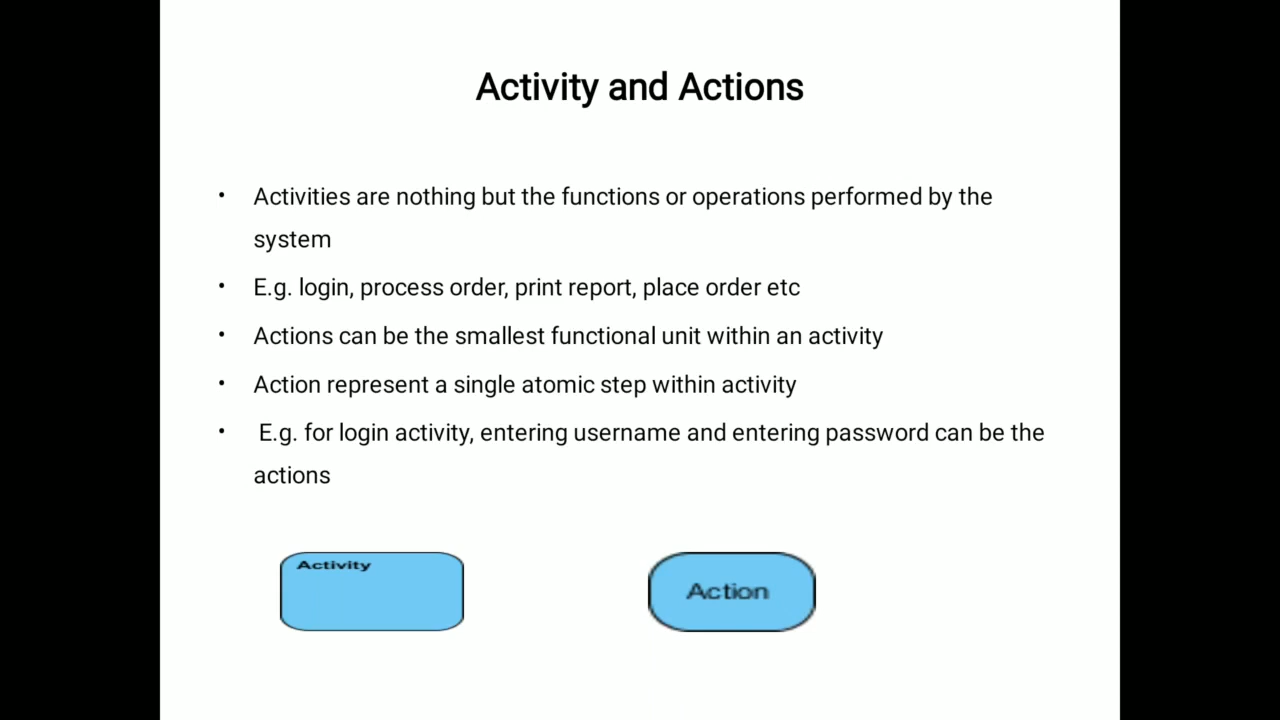 Activity and Actions
• Activities are nothing but the functions or operations performed by the
system
• E.g. login, process order, print report, place order etc
• Actions can be the smallest functional unit within an activity
• Action represent a single atomic step within activity
• E.g. for login activity, entering username and entering password can be the
actions
Activity
Action